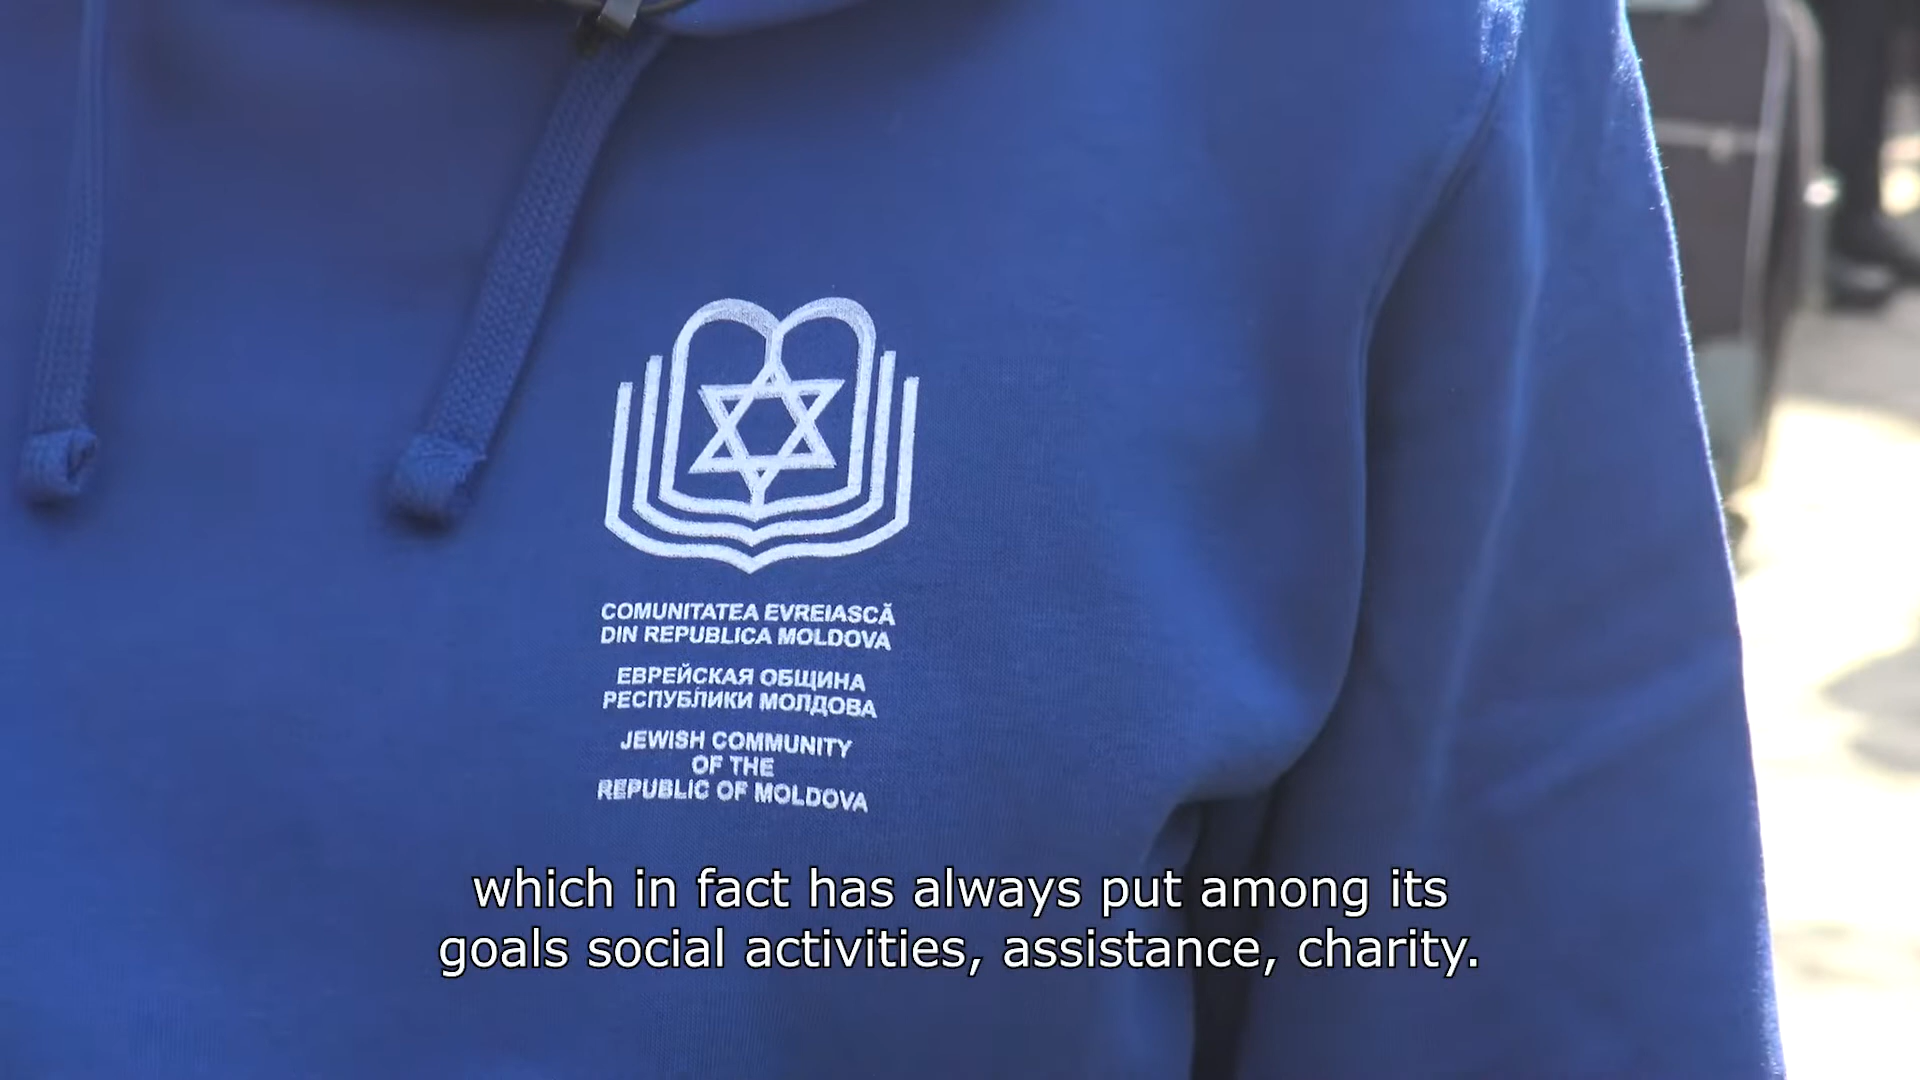 COMUNITATEA EVREIASCĂ
DIN REPUBLICA MOLDOVA
ЕВРЕЙСКАЯ ОБЩИНА
РЕСПУБЛИКИ МОЛДОВА
JEWISH COMMUNITY
OF THE
REPUBLIC OF MOLDOVA
which in fact has always put among its
goals social activities, assistance, charity.